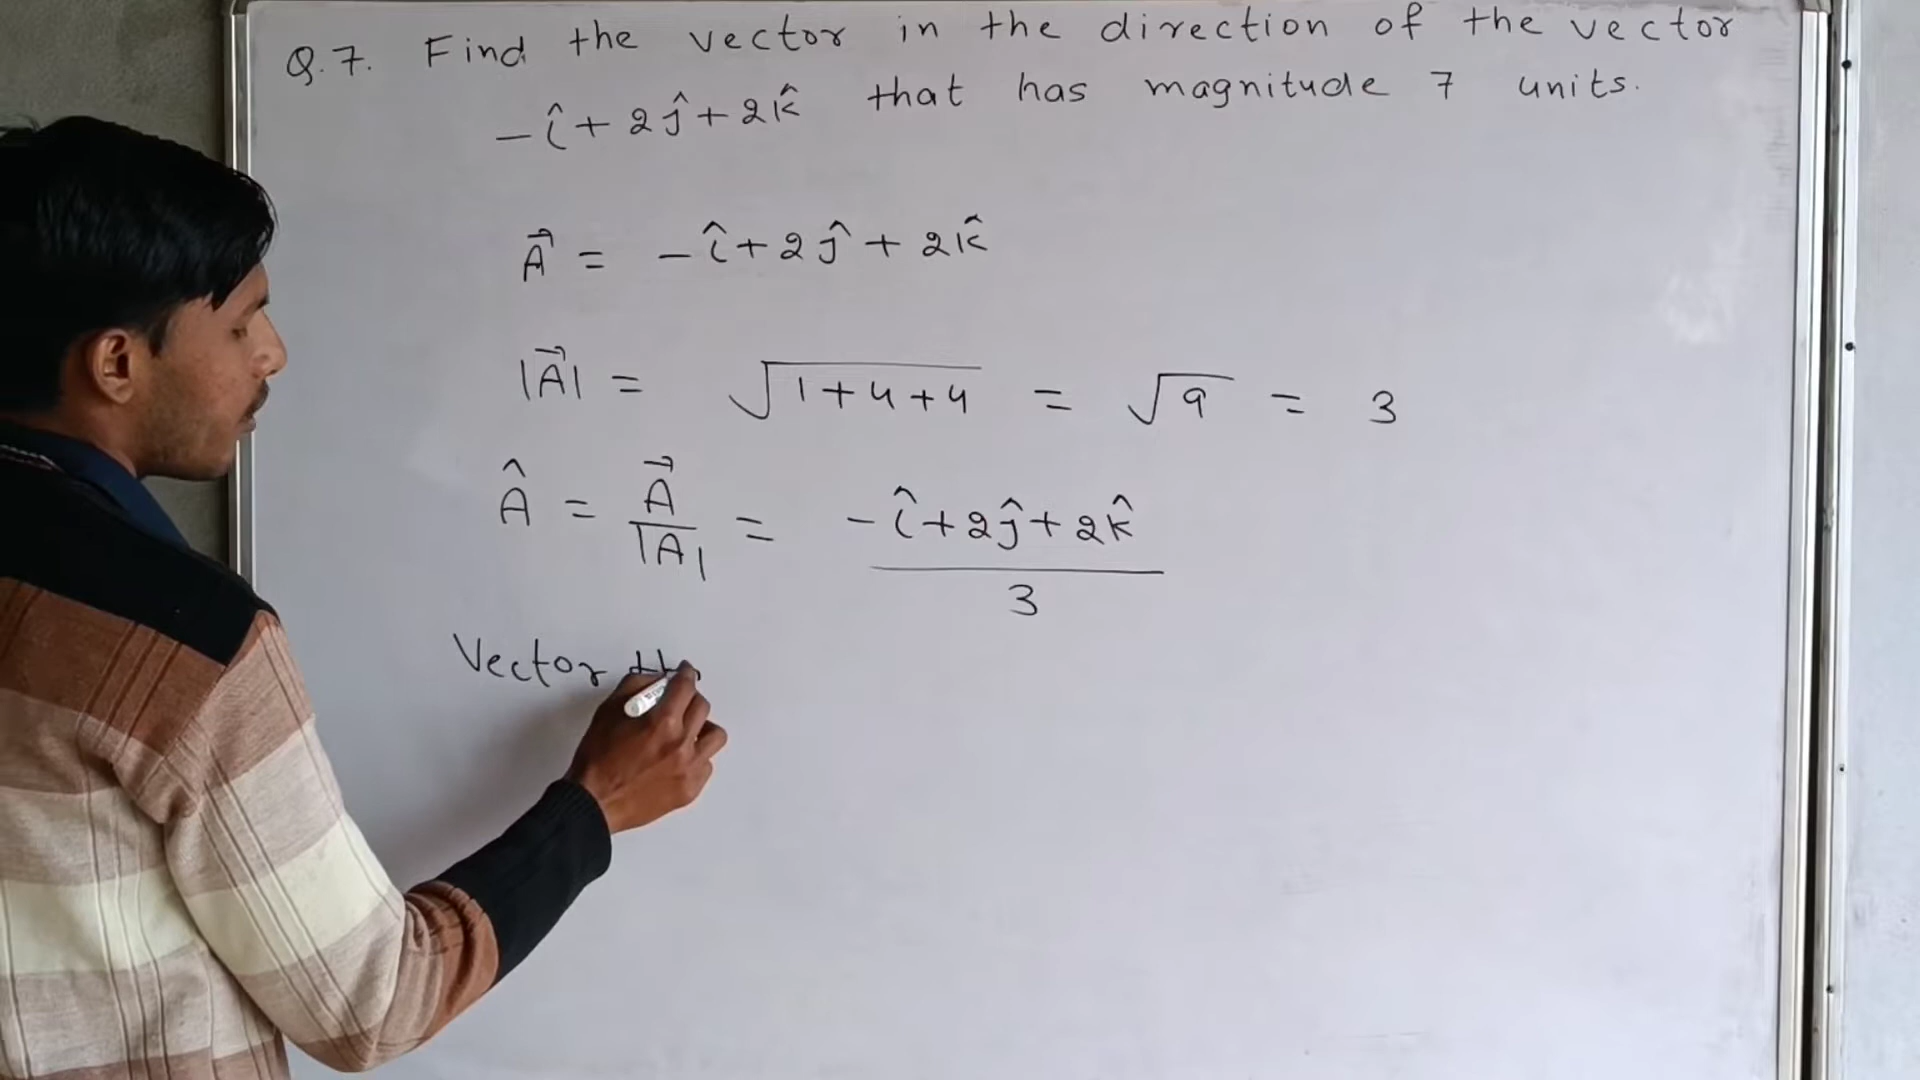 Q.7. Find the vector in the direction of the vector
-î + 2ĵ + 2k̂ that has magnitude 7 units.
A⃗ = -î + 2ĵ + 2k̂
|A⃗| = √(1+4+4) = √9 = 3
Â = A⃗/|A| = (-î + 2ĵ + 2k̂)/3
Vector